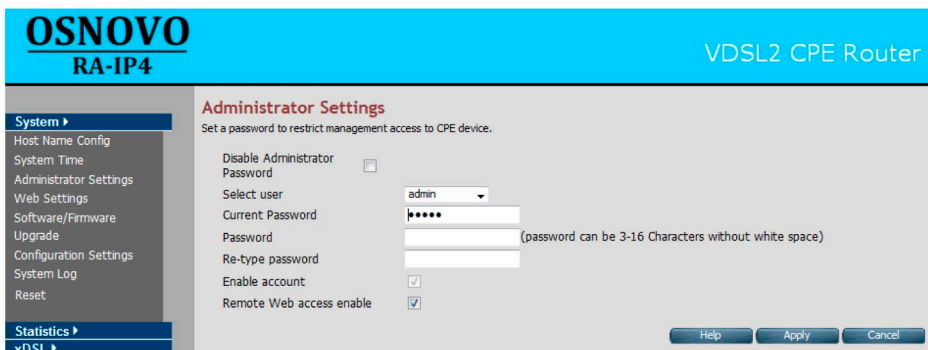 OSNOVO
RA-IP4
VDSL2 CPE Router
System
Host Name Config
System Time
Administrator Settings
Web Settings
Software/Firmware
Upgrade
Configuration Settings
System Log
Reset
Statistics
xDSL
Administrator Settings
Set a password to restrict management access to CPE device.
Disable Administrator
Password
Select user admin
Current Password •••••
Password (password can be 3-16 Characters without white space)
Re-type password
Enable account
Remote Web access enable
Help Apply Cancel